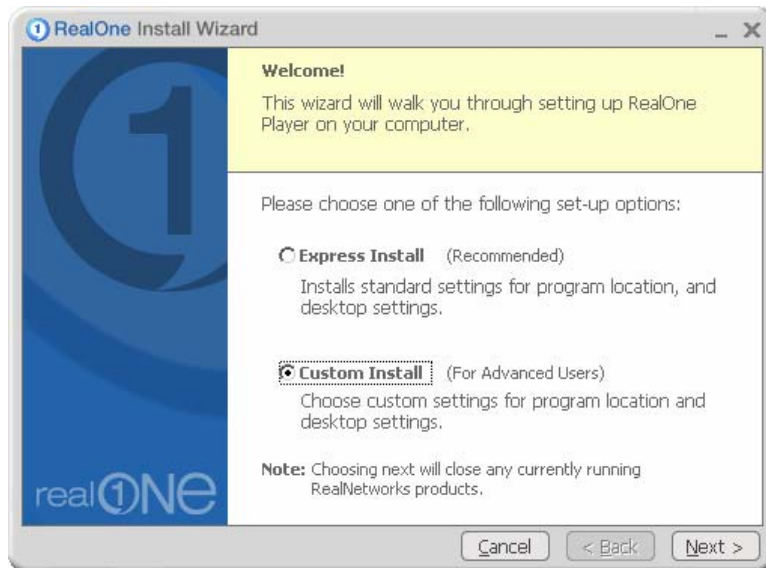 RealOne Install Wizard
Welcome!
This wizard will walk you through setting up RealOne
Player on your computer.
Please choose one of the following set-up options:
Express Install (Recommended)
Installs standard settings for program location, and
desktop settings.
Custom Install (For Advanced Users)
Choose custom settings for program location and
desktop settings.
Note: Choosing next will close any currently running
RealNetworks products.
real1ONE
Cancel
< Back
Next >